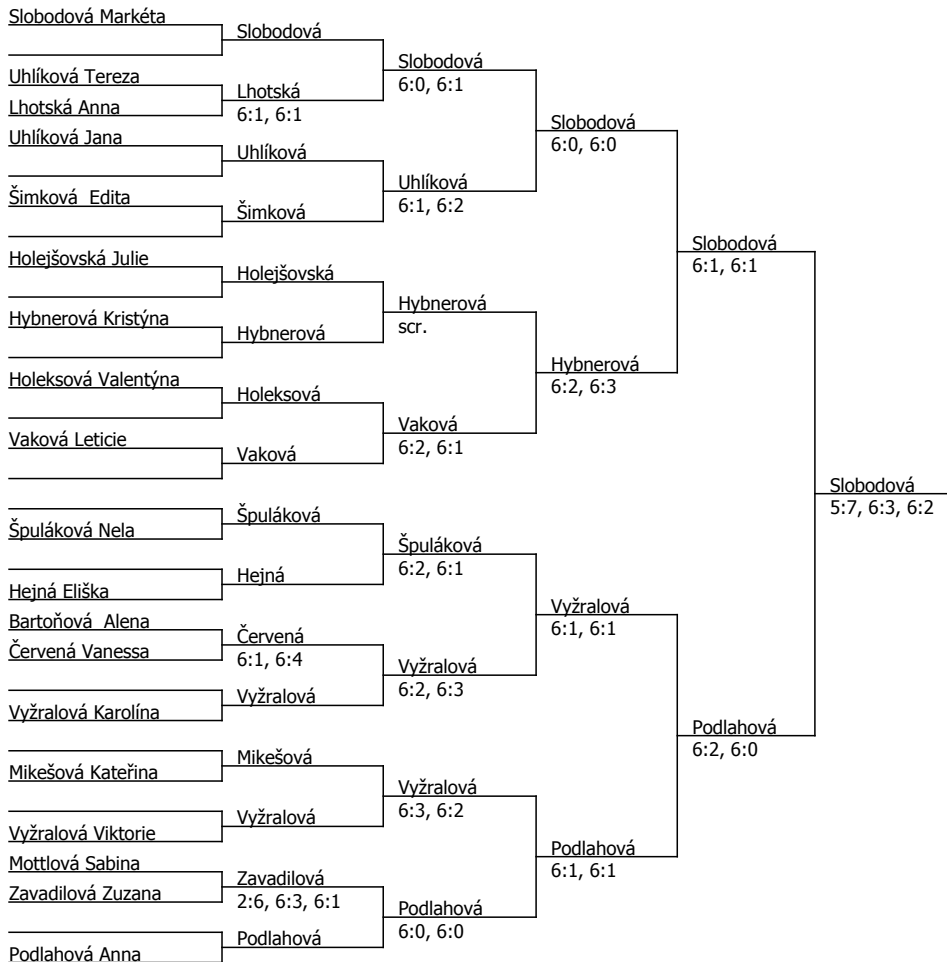 Slobodová Markéta
Slobodová
Slobodová
6:0, 6:1
Uhlíková Tereza
Lhotská
6:1, 6:1
Lhotská Anna
Slobodová
6:0, 6:0
Uhlíková Jana
Uhlíková
Uhlíková
6:1, 6:2
Šimková  Edita
Šimková
Slobodová
6:1, 6:1
Holejšovská Julie
Holejšovská
Hybnerová
scr.
Hybnerová Kristýna
Hybnerová
Hybnerová
6:2, 6:3
Holeksová Valentýna
Holeksová
Vaková
6:2, 6:1
Vaková Leticie
Vaková
Slobodová
5:7, 6:3, 6:2
Špuláková
Špuláková Nela
Špuláková
6:2, 6:1
Hejná
Hejná Eliška
Vyžralová
6:1, 6:1
Bartoňová  Alena
Červená
6:1, 6:4
Červená Vanessa
Vyžralová
6:2, 6:3
Vyžralová
Vyžralová Karolína
Podlahová
6:2, 6:0
Mikešová
Mikešová Kateřina
Vyžralová
6:3, 6:2
Vyžralová
Vyžralová Viktorie
Podlahová
6:1, 6:1
Mottlová Sabina
Zavadilová
2:6, 6:3, 6:1
Zavadilová Zuzana
Podlahová
6:0, 6:0
Podlahová
Podlahová Anna